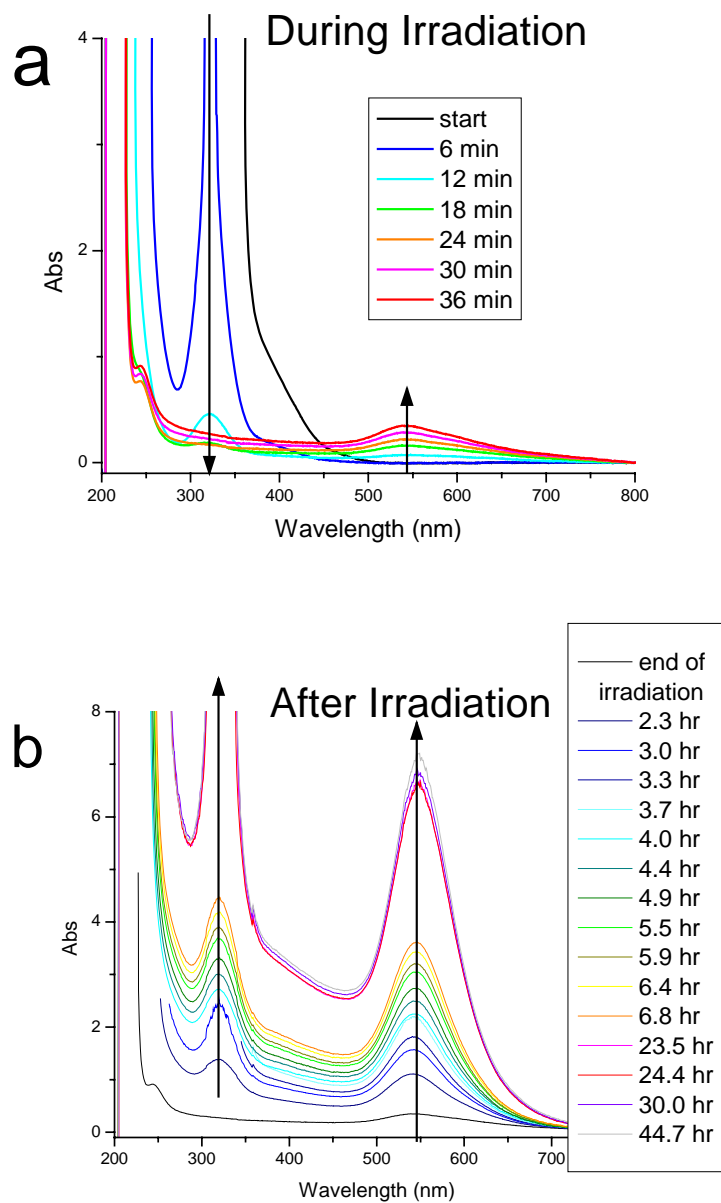 During Irradiation
a
4
2
0
Abs
start
6 min
12 min
18 min
24 min
30 min
36 min
200 300 400 500 600 700 800
Wavelength (nm)
After Irradiation
b
8
6
4
2
0
Abs
end of
irradiation
2.3 hr
3.0 hr
3.3 hr
3.7 hr
4.0 hr
4.4 hr
4.9 hr
5.5 hr
5.9 hr
6.4 hr
6.8 hr
23.5 hr
24.4 hr
30.0 hr
44.7 hr
200 300 400 500 600 700
Wavelength (nm)